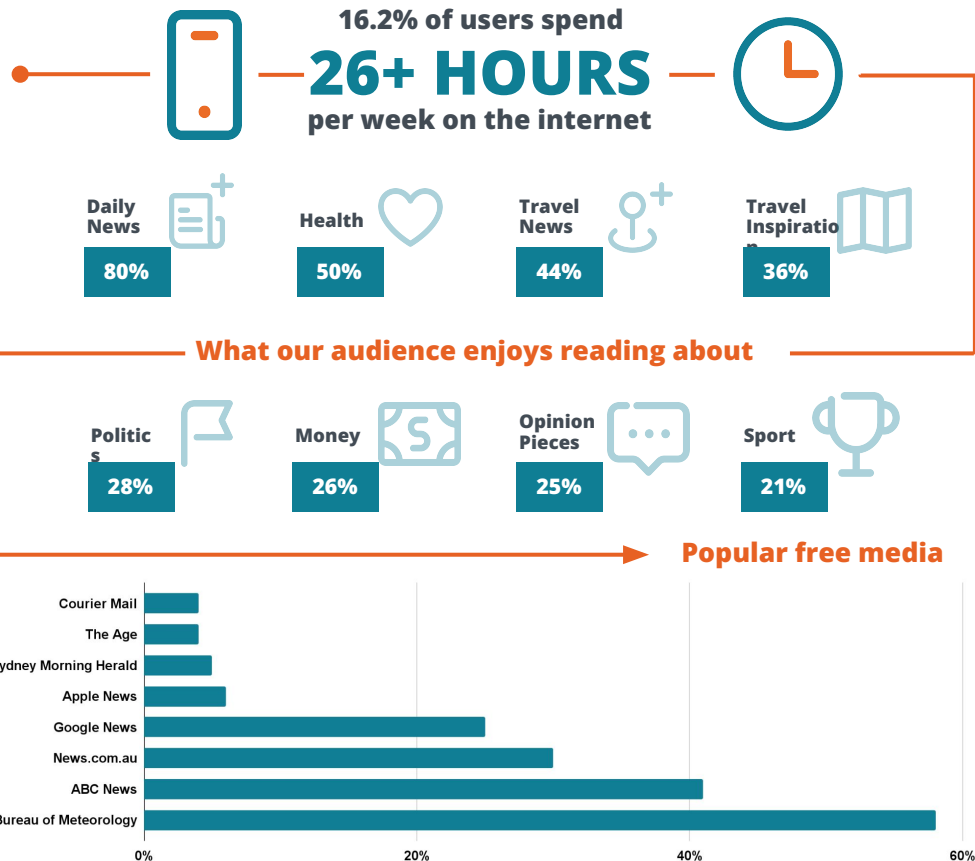 16.2% of users spend
26+ HOURS
per week on the internet
Daily
News
80%
Health
50%
Travel
News
44%
Travel
Inspiratio
n
36%
What our audience enjoys reading about
Politic
s
28%
Money
26%
Opinion
Pieces
25%
Sport
21%
Popular free media
Courier Mail
The Age
ydney Morning Herald
Apple News
Google News
News.com.au
ABC News
Bureau of Meteorology
0%
20%
40%
60%